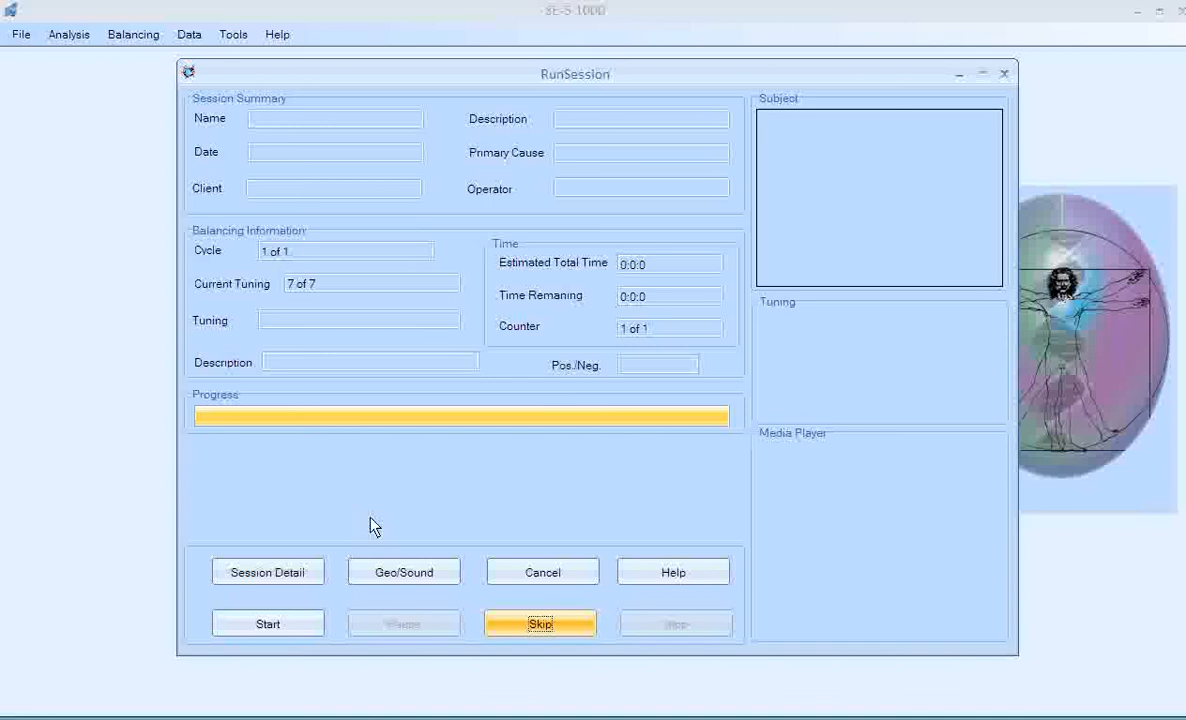 SE-5 1000
File Analysis Balancing Data Tools Help
RunSession
Session Summary
Name Description
Date Primary Cause
Client Operator
Balancing Information
Cycle 1 of 1
Current Tuning 7 of 7
Tuning
Description Pos./Neg.
Time
Estimated Total Time 0:0:0
Time Remaining 0:0:0
Counter 1 of 1
Progress
Session Detail Geo/Sound Cancel Help
Start Skip
Subject
Tuning
Media Player